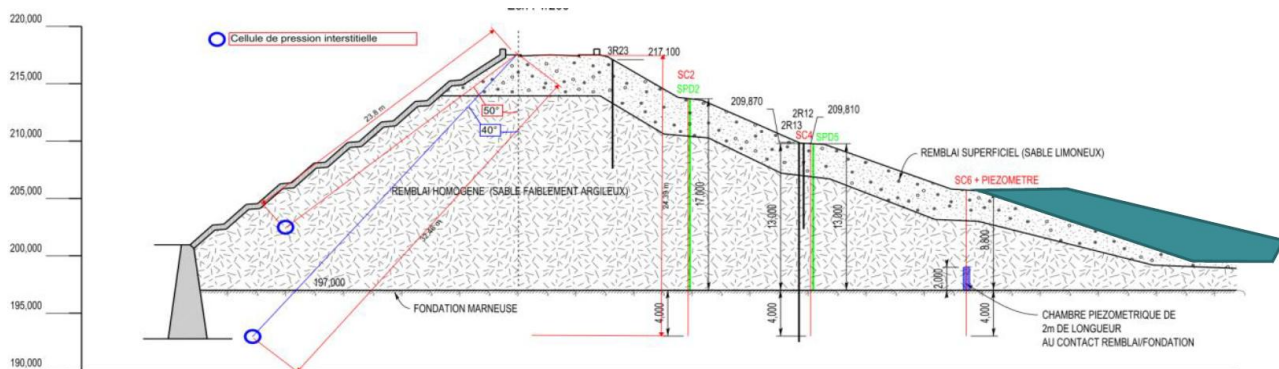 220,000
Cellule de pression interstitielle
3R23
217,100
215,000
SC2
SPD2
23.8 m
50°
40°
209,870
2R12
209,810
2R13
210,000
SC4
SPD5
REMBLAI SUPERFICIEL (SABLE LIMONEUX)
SC6 + PIEZOMETRE
REMBLAI HOMOGENE (SABLE FAIBLEMENT ARGILEUX)
205,000
17,000
13,000
13,000
200,000
2,000
197,000
FONDATION MARNEUSE
195,000
4,000
4,000
4,000
CHAMBRE PIEZOMETRIQUE DE
2m DE LONGUEUR
AU CONTACT REMBLAI/FONDATION
190,000